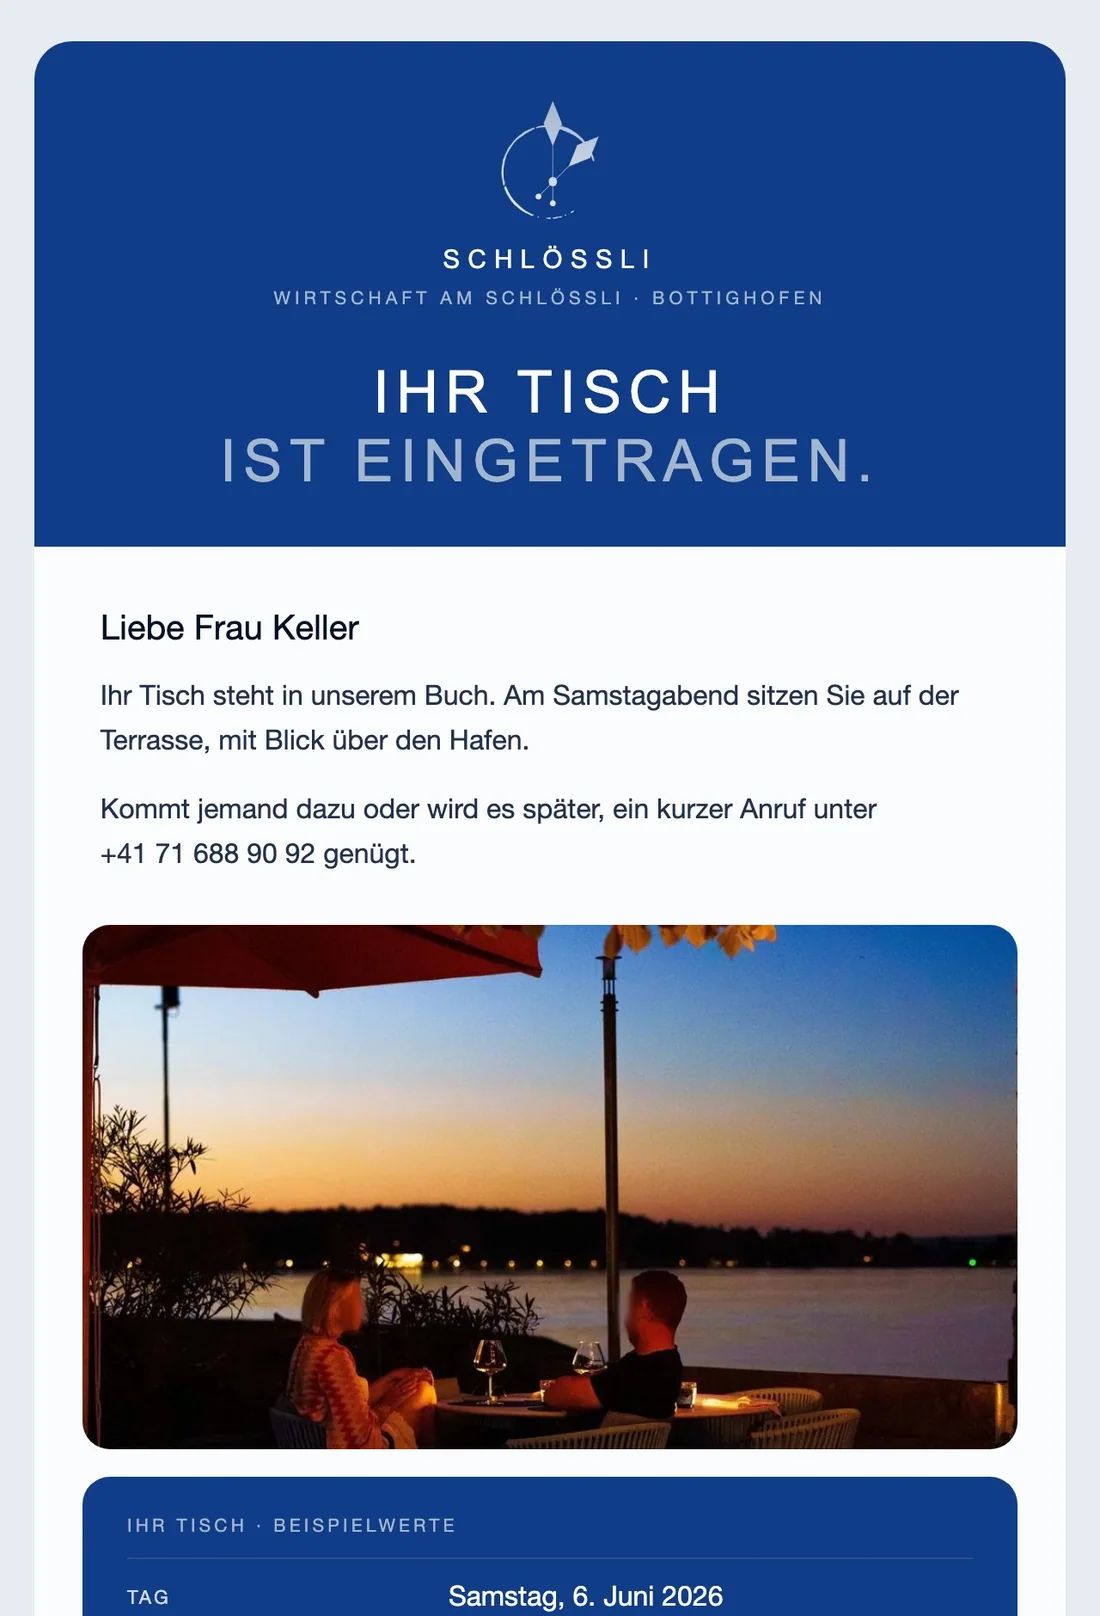 SCHLÖSSLI
WIRTSCHAFT AM SCHLÖSSLI · BOTTIGHOFEN
IHR TISCH
IST EINGETRAGEN.
Liebe Frau Keller
Ihr Tisch steht in unserem Buch. Am Samstagabend sitzen Sie auf der
Terrasse, mit Blick über den Hafen.
Kommt jemand dazu oder wird es später, ein kurzer Anruf unter
+41 71 688 90 92 genügt.
IHR TISCH · BEISPIELWERTE
TAG Samstag, 6. Juni 2026